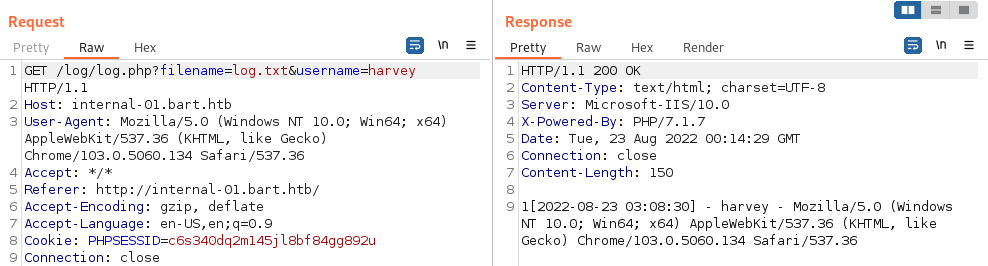 Request
Pretty Raw Hex \n
1 GET /log/log.php?filename=log.txt&username=harvey
HTTP/1.1
2 Host: internal-01.bart.htb
3 User-Agent: Mozilla/5.0 (Windows NT 10.0; Win64; x64)
AppleWebKit/537.36 (KHTML, like Gecko)
Chrome/103.0.5060.134 Safari/537.36
4 Accept: */*
5 Referer: http://internal-01.bart.htb/
6 Accept-Encoding: gzip, deflate
7 Accept-Language: en-US,en;q=0.9
8 Cookie: PHPSESSID=c6s340dq2m145jl8bf84gg892u
9 Connection: close
Response
Pretty Raw Hex Render \n
1 HTTP/1.1 200 OK
2 Content-Type: text/html; charset=UTF-8
3 Server: Microsoft-IIS/10.0
4 X-Powered-By: PHP/7.1.7
5 Date: Tue, 23 Aug 2022 00:14:29 GMT
6 Connection: close
7 Content-Length: 150
8
9 1[2022-08-23 03:08:30] - harvey - Mozilla/5.0 (Windows
NT 10.0; Win64; x64) AppleWebKit/537.36 (KHTML, like
Gecko) Chrome/103.0.5060.134 Safari/537.36